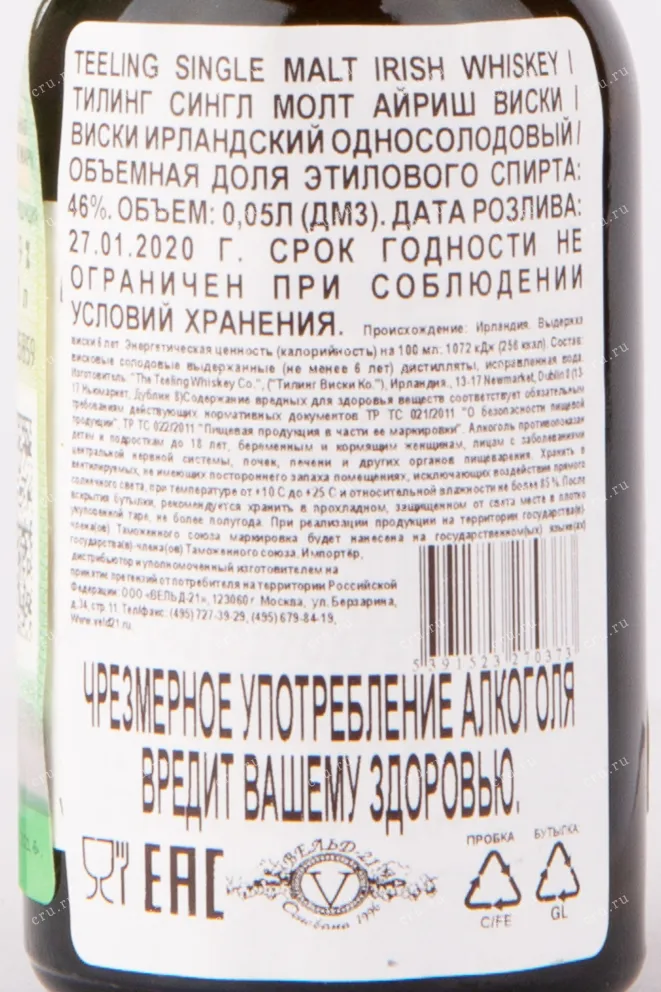 TEELING SINGLE MALT IRISH WHISKEY |
ТИЛИНГ СИНГЛ МОЛТ АЙРИШ ВИСКИ |
ВИСКИ ИРЛАНДСКИЙ ОДНОСОЛОДОВЫЙ /
ОБЪЕМНАЯ ДОЛЯ ЭТИЛОВОГО СПИРТА:
46%. ОБЪЕМ: 0,05Л (ДМ3). ДАТА РОЗЛИВА:
27.01.2020 Г. СРОК ГОДНОСТИ НЕ
ОГРАНИЧЕН ПРИ СОБЛЮДЕНИИ
УСЛОВИЙ ХРАНЕНИЯ. Происхождение: Ирландия. Выдержка
виски 6 лет. Энергетическая ценность (калорийность) на 100 мл: 1072 кДж (256 ккал). Состав:
висковые солодовые выдержанные (не менее 6 лет) дистилляты, исправленная вода.
Изготовитель: "The Teeling Whiskey Co.", ("Тилинг Виски Ко."), Ирландия, 13-17 Newmarket, Dublin 8 (13-
17 Ньюмаркет, Дублин 8) Содержание вредных для здоровья веществ соответствует обязательным
требованиям действующих нормативных документов ТР ТС 021/2011 "О безопасности пищевой
продукции", ТР ТС 022/2011 "Пищевая продукция в части ее маркировки". Алкоголь противопоказан
детям и подросткам до 18 лет, беременным и кормящим женщинам, лицам с заболеваниями
центральной нервной системы, почек, печени и других органов пищеварения. Хранить в
вентилируемых, не имеющих постороннего запаха помещениях, исключающих воздействия прямого
солнечного света, при температуре от +10 С до +25 С и относительной влажности не более 85 %. После
вскрытия бутылки, рекомендуется хранить в прохладном, защищенном от света месте в плотно
укупоренной таре, не более полугода. При реализации продукции на территории государства(в)-
члена(ов) Таможенного союза маркировка будет нанесена на государственном(ых) языке(ах)
государства(в)-члена(ов) Таможенного союза. Импортёр,
дистрибьютор и уполномоченный изготовителем на
принятие претензий от потребителя на территории Российской
Федерации: ООО «ВЕЛЬД-21», 123060 г. Москва, ул. Берзарина,
д.34, стр. 11. Тел/факс: (495) 727-39-29, (495) 679-84-19,
www.veld21.ru.
5391523270373
ЧРЕЗМЕРНОЕ УПОТРЕБЛЕНИЕ АЛКОГОЛЯ
ВРЕДИТ ВАШЕМУ ЗДОРОВЬЮ.
ЕАС
ВЕЛЬД-21
V
Основана 1996
ПРОБКА
C/FE
БУТЫЛКА
GL
cru.ru